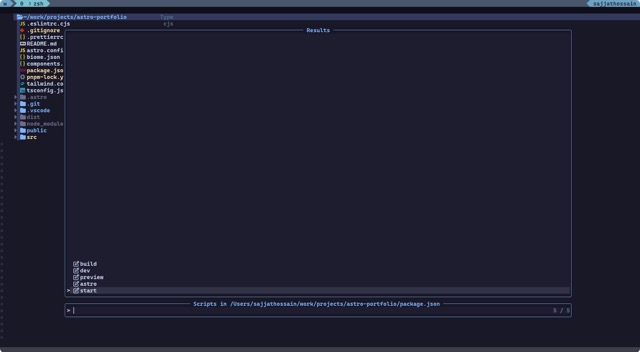 w 0 zsh sajjathossain
~/work/projects/astro-portfolio Type
JS .eslintrc.cjs cjs
.gitignore
.prettierrc
README.md
JS astro.confi
{} biome.json
{} components.
package.jso
pnpm-lock.y
tailwind.co
tsconfig.js
.astro
.git
.vscode
dist
node_module
public
src
Results
build
dev
preview
astro
> start
Scripts in /Users/sajjathossain/work/projects/astro-portfolio/package.json
> 5 / 5